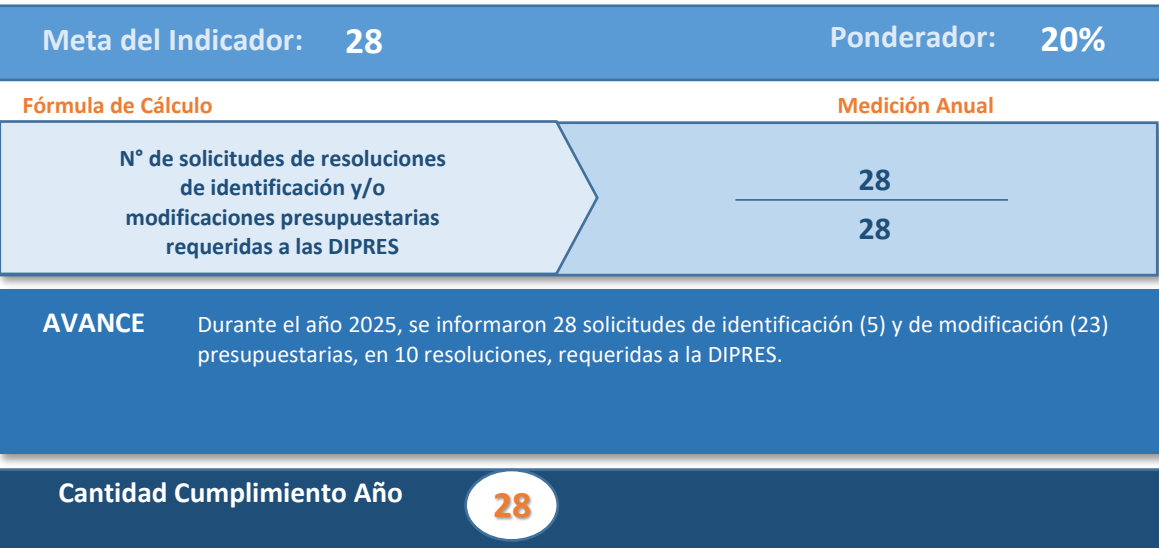 Meta del Indicador: 28 Ponderador: 20%
Fórmula de Cálculo Medición Anual
N° de solicitudes de resoluciones
de identificación y/o
modificaciones presupuestarias
requeridas a las DIPRES
28
28
AVANCE Durante el año 2025, se informaron 28 solicitudes de identificación (5) y de modificación (23)
presupuestarias, en 10 resoluciones, requeridas a la DIPRES.
Cantidad Cumplimiento Año 28